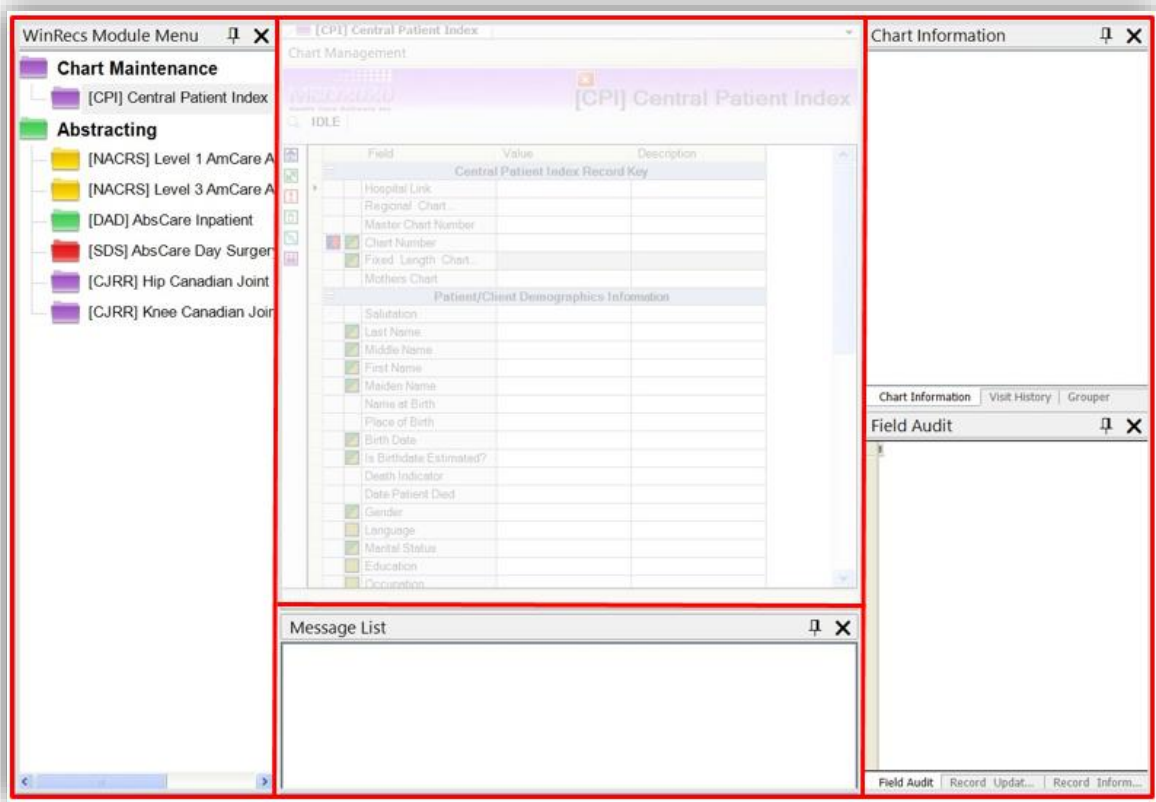 WinRecs Module Menu
Chart Maintenance
[CPI] Central Patient Index
Abstracting
[NACRS] Level 1 AmCare A
[NACRS] Level 3 AmCare A
[DAD] AbsCare Inpatient
[SDS] AbsCare Day Surger
[CJRR] Hip Canadian Joint
[CJRR] Knee Canadian Join
[CPI] Central Patient Index
Chart Management
[CPI] Central Patient Index
IDLE
Field Value Description
Central Patient Index Record Key
Hospital Link
Regional Chart...
Master Chart Number
Chart Number
Fixed Length Chart...
Mothers Chart
Patient/Client Demographics Information
Salutation
Last Name
Middle Name
First Name
Maiden Name
Name at Birth
Place of Birth
Birth Date
Is Birthdate Estimated?
Death Indicator
Date Patient Died
Gender
Language
Marital Status
Education
Occupation
Message List
Chart Information
Chart Information Visit History Grouper
Field Audit
Field Audit Record Updat... Record Inform...